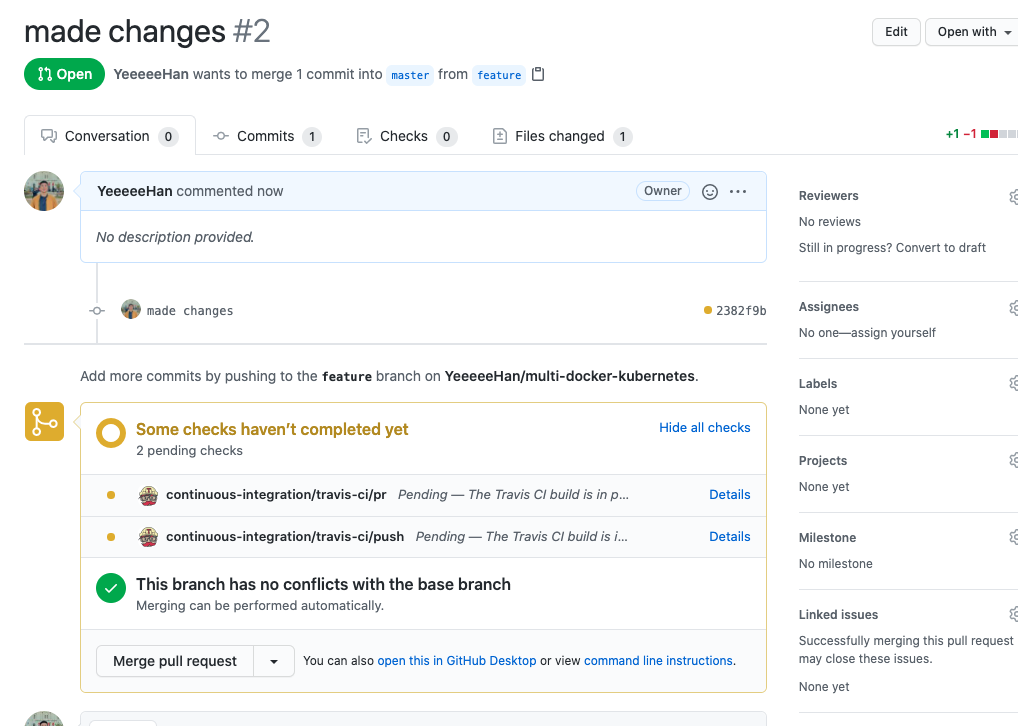 made changes #2
Edit
Open with
Open
YeeeeeHan wants to merge 1 commit into master from feature
Conversation 0
Commits 1
Checks 0
Files changed 1
+1 −1
YeeeeeHan commented now
Owner
No description provided.
made changes
2382f9b
Add more commits by pushing to the feature branch on YeeeeeHan/multi-docker-kubernetes.
Some checks haven’t completed yet
Hide all checks
2 pending checks
continuous-integration/travis-ci/pr Pending — The Travis CI build is in p…
Details
continuous-integration/travis-ci/push Pending — The Travis CI build is i…
Details
This branch has no conflicts with the base branch
Merging can be performed automatically.
Merge pull request
You can also open this in GitHub Desktop or view command line instructions.
Reviewers
No reviews
Still in progress? Convert to draft
Assignees
No one—assign yourself
Labels
None yet
Projects
None yet
Milestone
No milestone
Linked issues
Successfully merging this pull request
may close these issues.
None yet